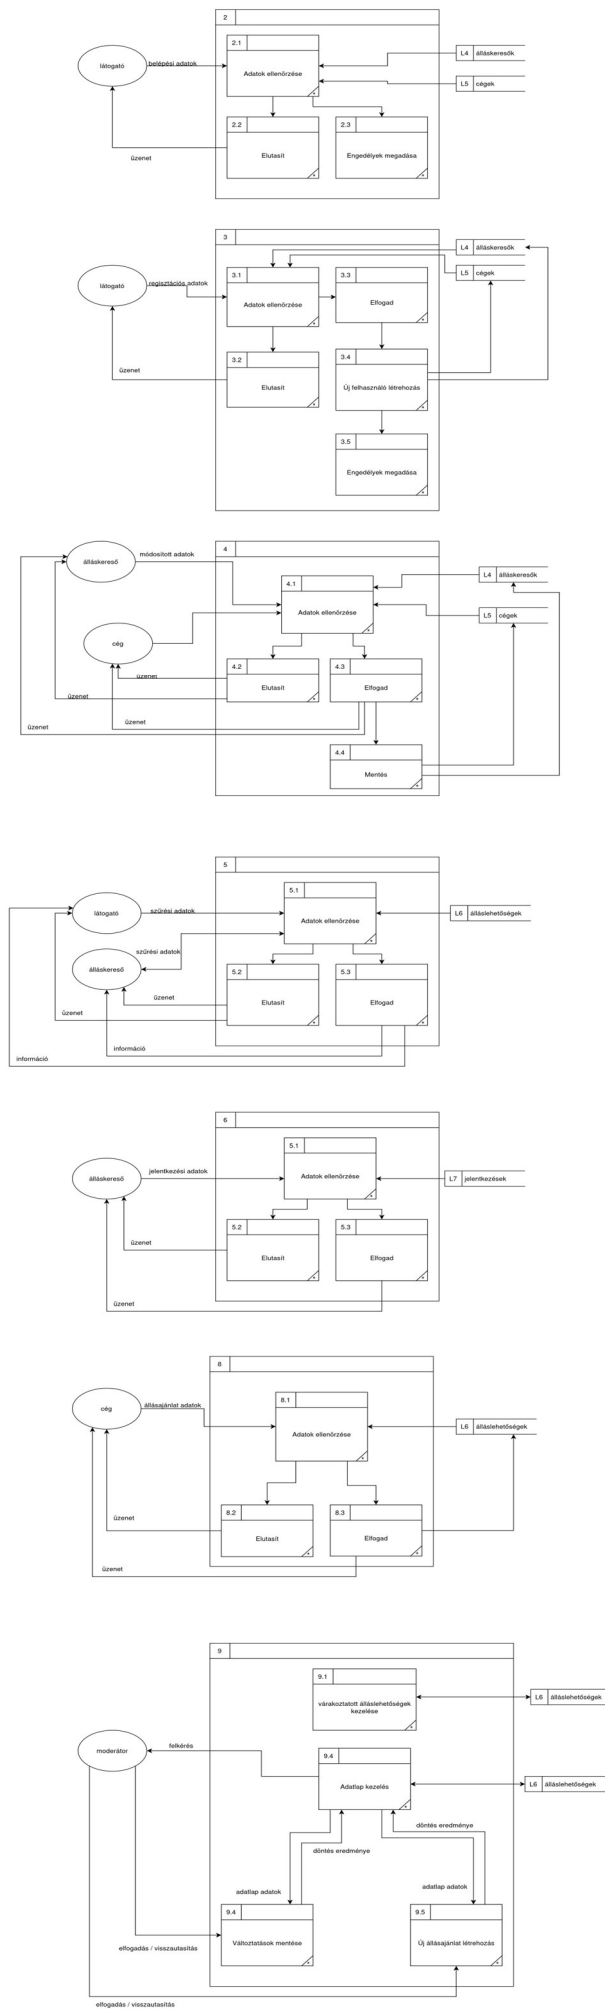 2
2.1
látogató
belépési adatok
Adatok ellenőrzése
L4 álláskeresők
L5 cégek
2.2
2.3
üzenet
Elutasít
Engedélyek megadása
3
L4 álláskeresők
L5 cégek
3.1
3.3
látogató
regisztációs adatok
Adatok ellenőrzése
Elfogad
3.2
3.4
üzenet
Elutasít
Új felhasználó létrehozás
3.5
Engedélyek megadása
4
módosított adatok
álláskereső
4.1
L4 álláskeresők
Adatok ellenőrzése
L5 cégek
cég
4.2
4.3
üzenet
Elutasít
Elfogad
üzenet
üzenet
üzenet
4.4
Mentés
5
5.1
látogató
szűrési adatok
L6 álláslehetőségek
Adatok ellenőrzése
szűrési adatok
álláskereső
5.2
5.3
üzenet
Elutasít
Elfogad
üzenet
információ
információ
6
5.1
jelentkezési adatok
álláskereső
Adatok ellenőrzése
L7 jelentkezések
5.2
5.3
üzenet
Elutasít
Elfogad
üzenet
8
8.1
cég
állásajánlat adatok
L6 álláslehetőségek
Adatok ellenőrzése
8.2
8.3
üzenet
Elutasít
Elfogad
üzenet
9
9.1
várakoztatott álláslehetőségek
kezelése
L6 álláslehetőségek
felkérés
moderátor
9.4
Adatlap kezelés
L6 álláslehetőségek
döntés eredménye
döntés eredménye
adatlap adatok
adatlap adatok
9.4
9.5
Változtatások mentése
Új állásajánlat létrehozás
elfogadás / visszautasítás
elfogadás / visszautasítás